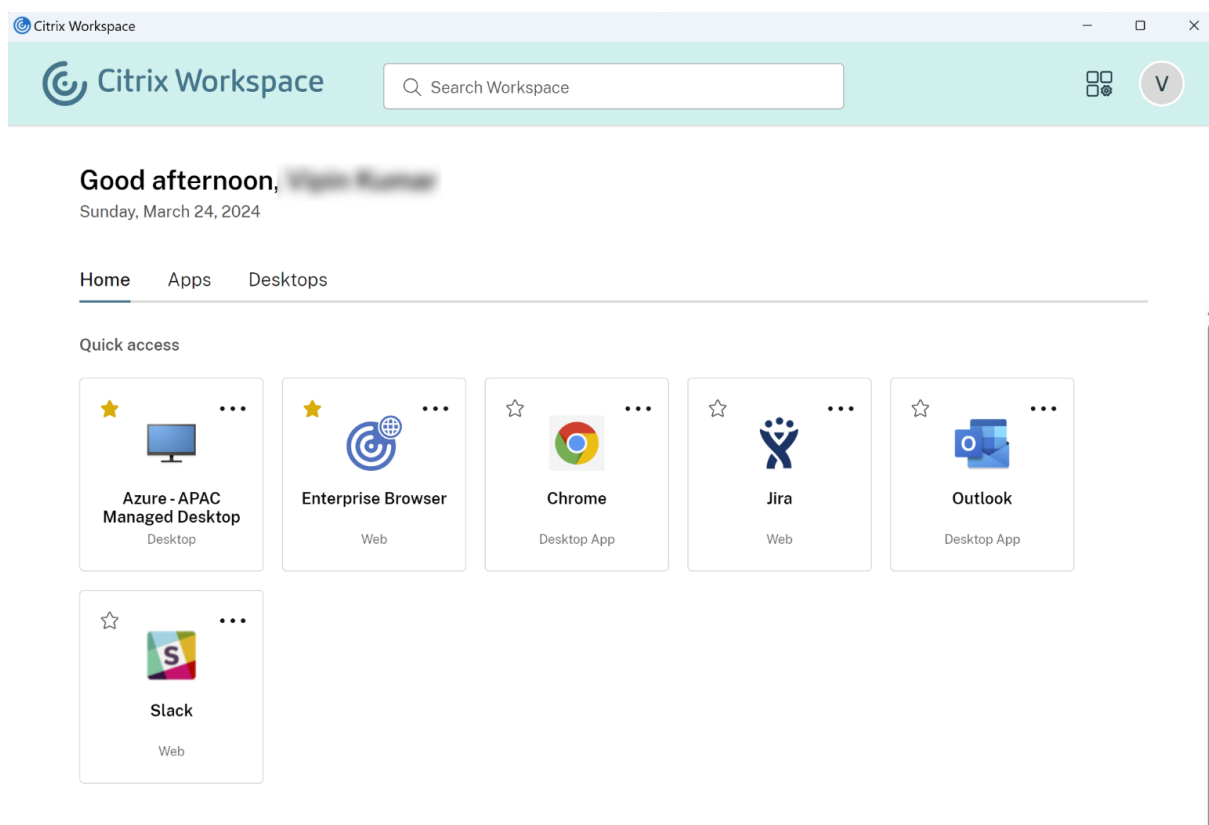 Citrix Workspace
Citrix Workspace
Search Workspace
V
Good afternoon,
Sunday, March 24, 2024
Home Apps Desktops
Quick access
Azure - APAC
Managed Desktop
Desktop
Enterprise Browser
Web
Chrome
Desktop App
Jira
Web
O
Outlook
Desktop App
S
Slack
Web